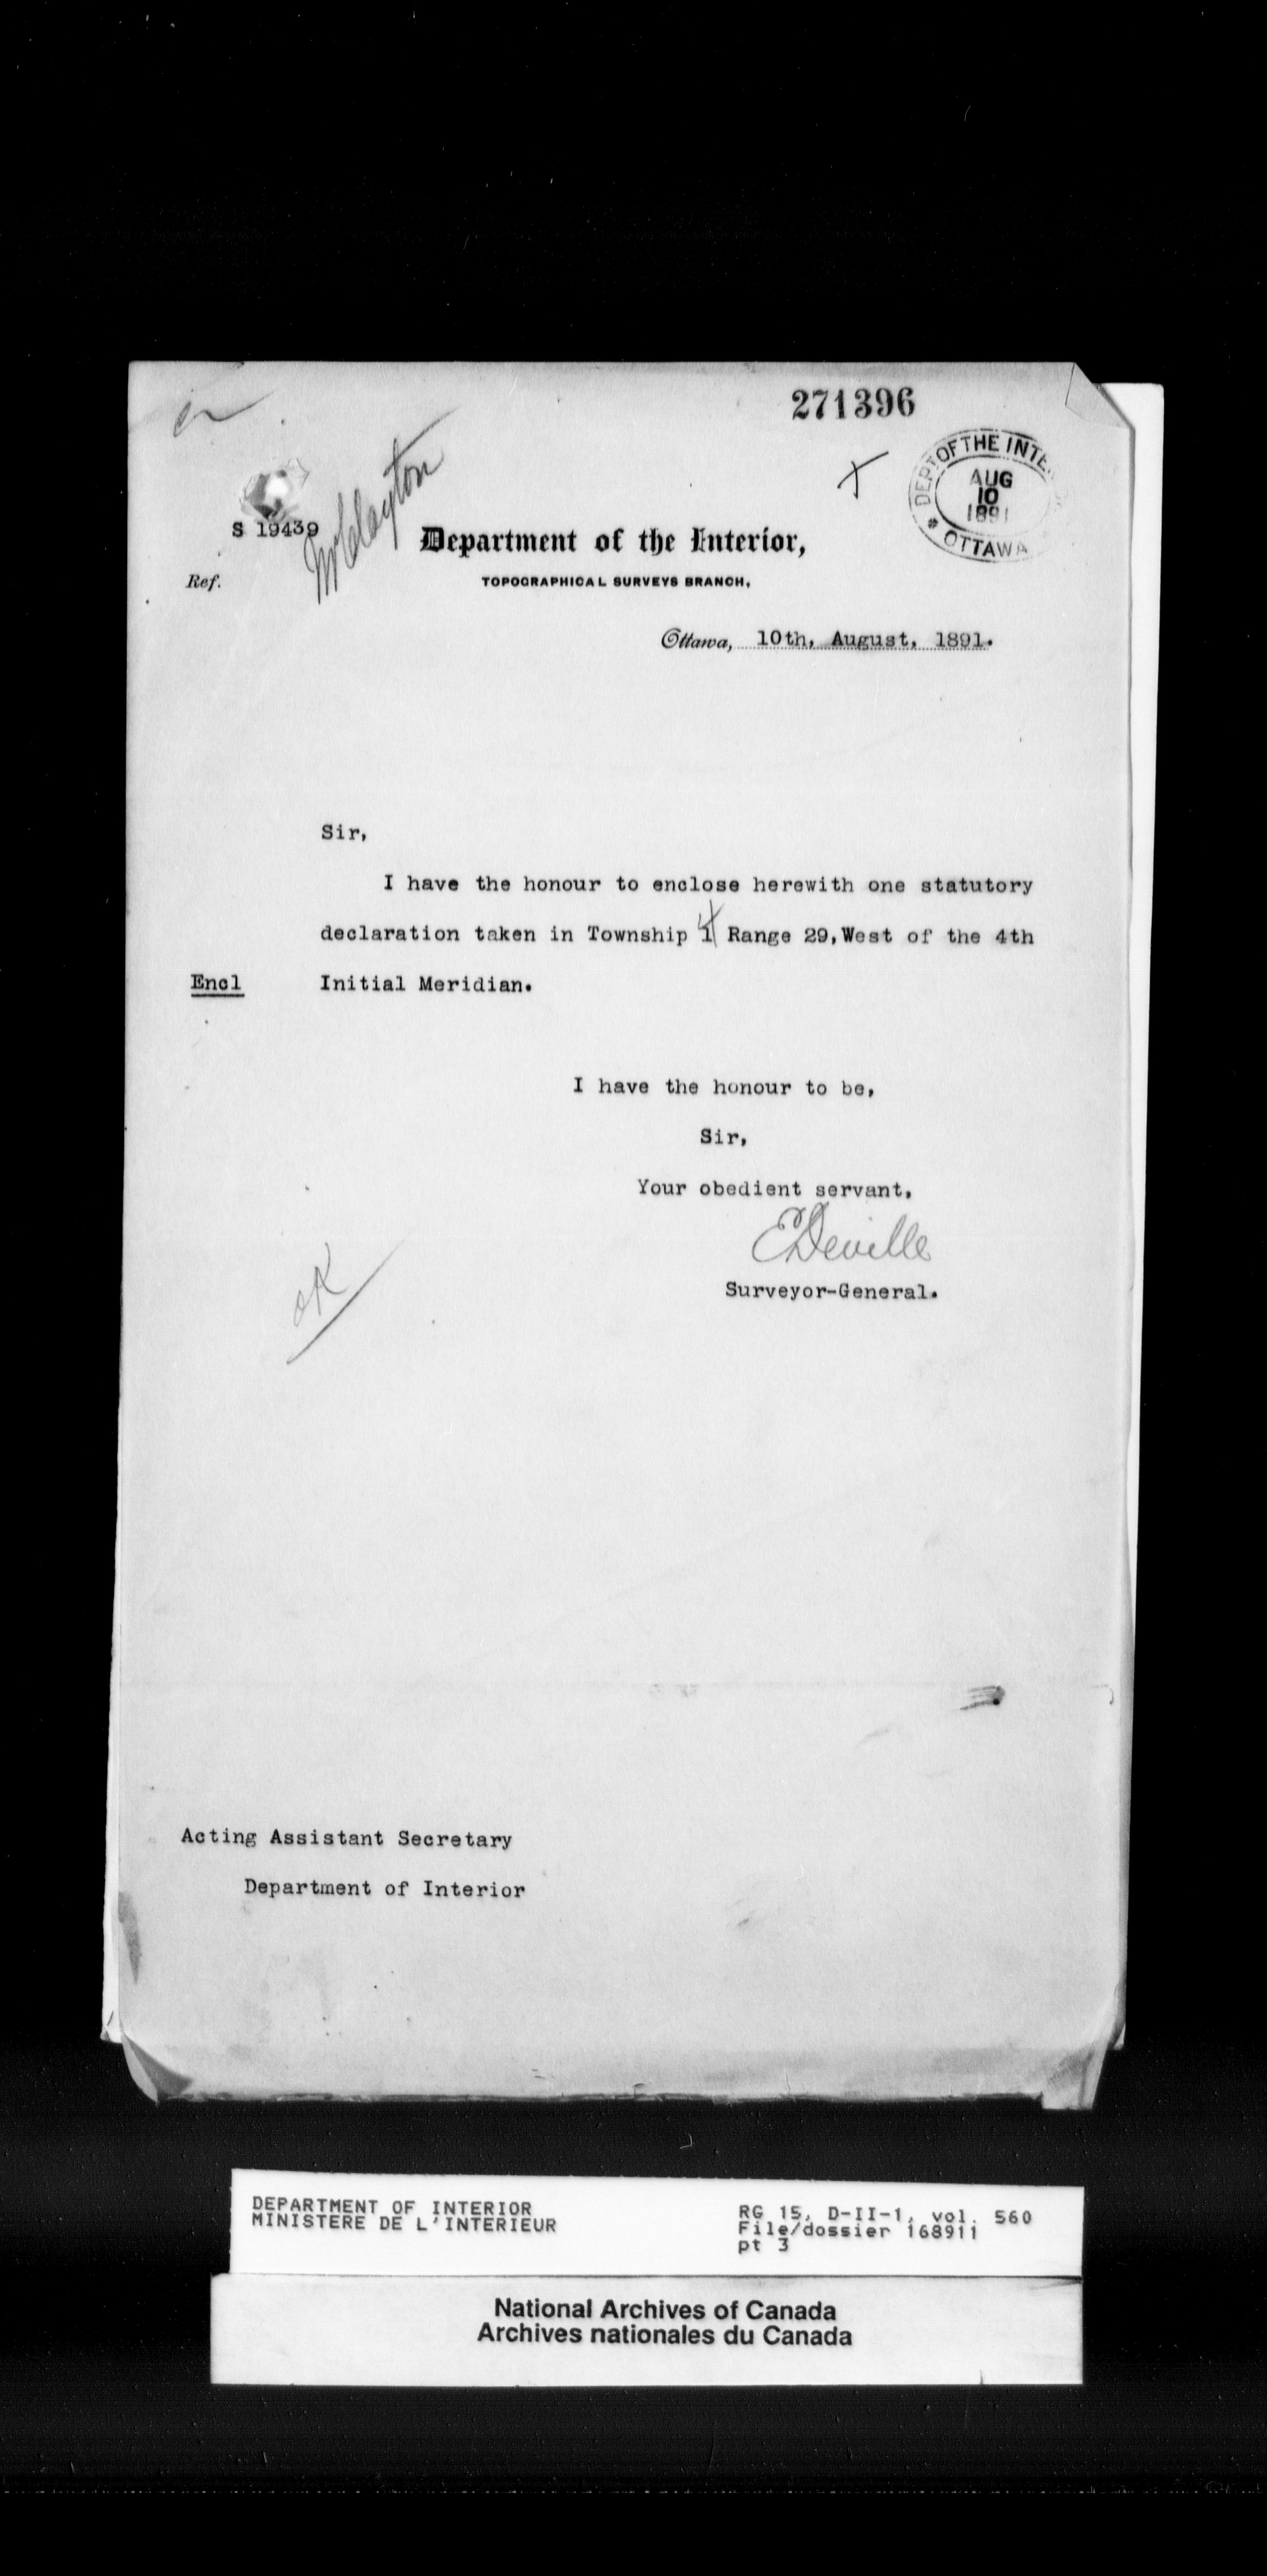 271396
DEPT OF THE INTE
AUG
10
1891
* OTTAWA
S 19439
Mr Clayton
Department of the Interior,
Ref.
TOPOGRAPHICAL SURVEYS BRANCH,
Ottawa, 10th, August, 1891.
Sir,
I have the honour to enclose herewith one statutory
declaration taken in Township 1 4 Range 29, West of the 4th
Encl Initial Meridian.
I have the honour to be,
Sir,
Your obedient servant,
E Deville
Surveyor-General.
OK
Acting Assistant Secretary
Department of Interior
DEPARTMENT OF INTERIOR
MINISTERE DE L'INTERIEUR
RG 15, D-II-1, vol. 560
File/dossier 168911
pt 3
National Archives of Canada
Archives nationales du Canada